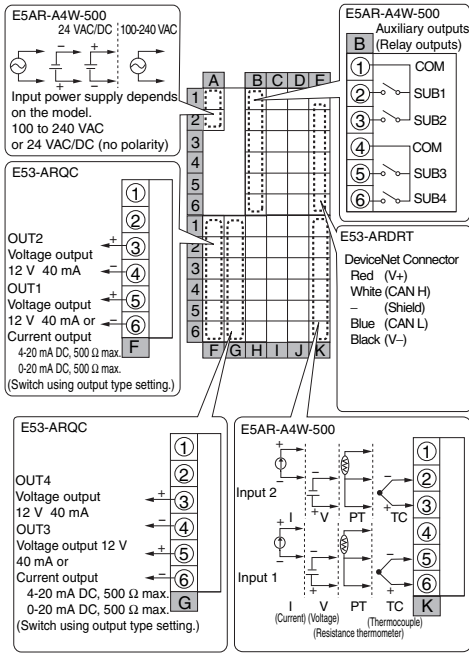 E5AR-A4W-500
24 VAC/DC 100-240 VAC
Input power supply depends
on the model.
100 to 240 VAC
or 24 VAC/DC (no polarity)
E53-ARQC
1
2
OUT2
Voltage output
12 V 40 mA
+ 3
− 4
OUT1
Voltage output
12 V 40 mA or
Current output
+ 5
− 6
4-20 mA DC, 500 Ω max.
0-20 mA DC, 500 Ω max.
(Switch using output type setting.)
F
A B C D E
1
2
3
4
5
6
1
2
3
4
5
6
F G H I J K
E5AR-A4W-500
Auxiliary outputs
(Relay outputs)
B
1 COM
2 SUB1
3 SUB2
4 COM
5 SUB3
6 SUB4
E53-ARDRT
DeviceNet Connector
Red (V+)
White (CAN H)
– (Shield)
Blue (CAN L)
Black (V–)
E53-ARQC
1
2
OUT4
Voltage output
12 V 40 mA
+ 3
− 4
OUT3
Voltage output 12 V
40 mA or
Current output
+ 5
− 6
4-20 mA DC, 500 Ω max.
0-20 mA DC, 500 Ω max.
(Switch using output type setting.)
G
E5AR-A4W-500
1
2
3
4
5
6
K
Input 2
+ − − + − +
I V PT TC
Input 1
+ − − + − +
I V PT TC
(Current) (Voltage) (Thermocouple)
(Resistance thermometer)